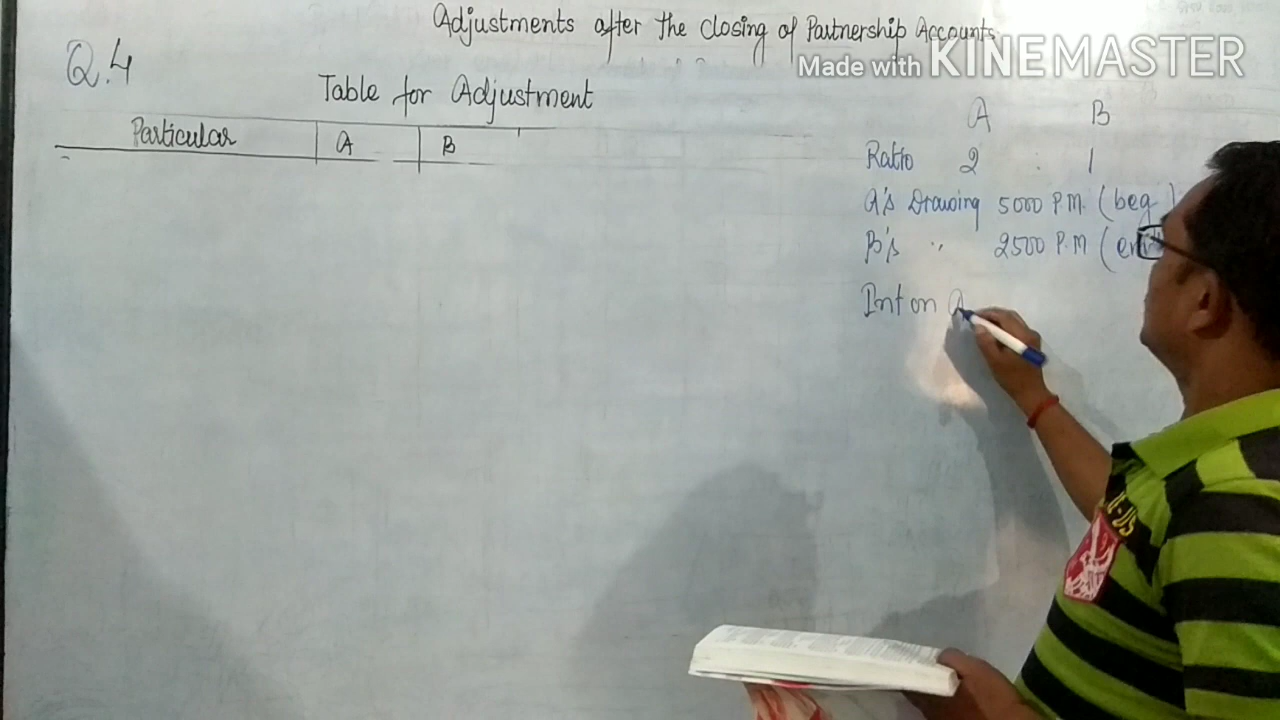 Adjustments after the closing of Partnership Accounts
Made with KINEMASTER
Q.4
Table for Adjustment
Particular A B
A B
Ratio 2 : 1
A's Drawing 5000 P.M. (beg.)
B's " 2500 P.M (
Int on A